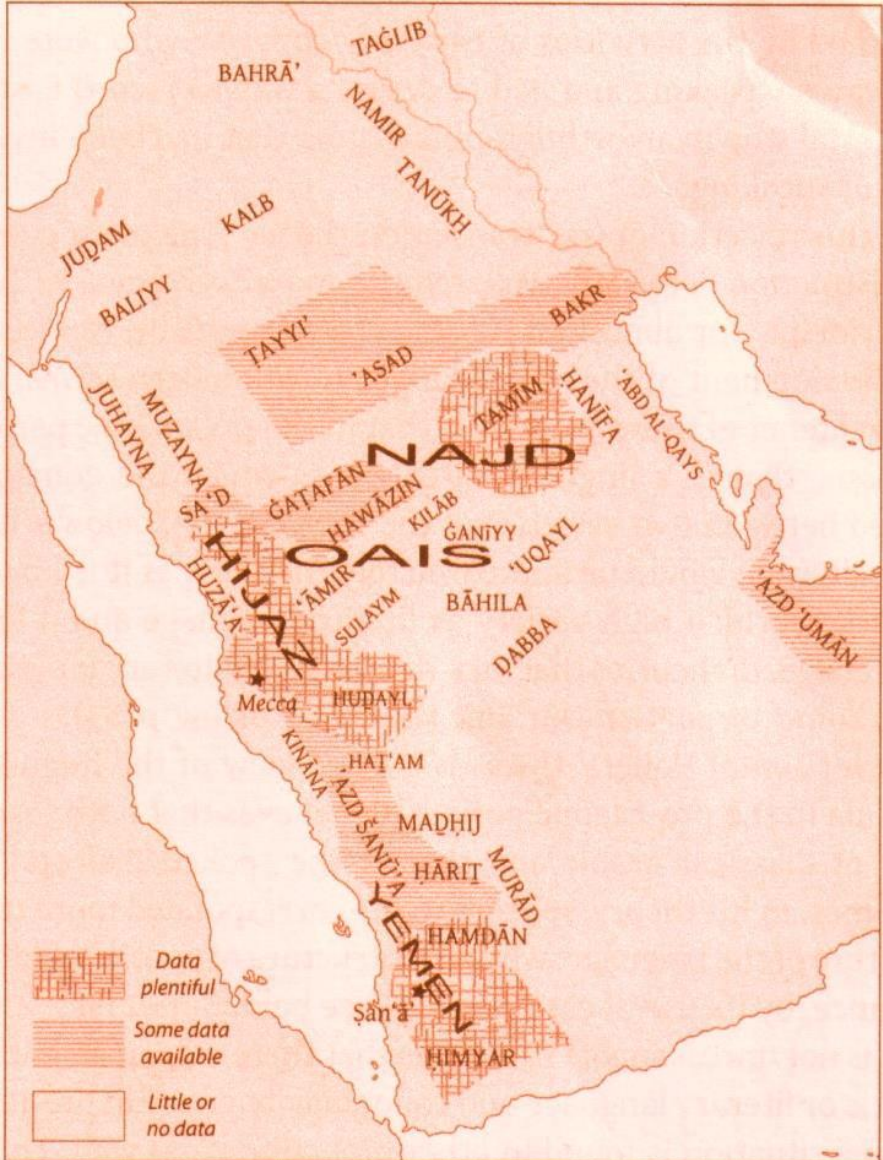 TAĠLIB
BAHRĀ'
NAMIR
TANŪḪ
KALB
JUḎAM
BALIYY
BAKR
ṬAYYI'
'ASAD
TAMĪM
ḤANĪFA
'ABD AL-QAYS
JUHAYNA
MUZAYNA
NAJD
SA'D
ĠAṬAFĀN
HAWĀZIN
KILĀB
ĠANĪYY
'UQAYL
HIJAZ
OAIS
HUZĀ'A
'ĀMIR
SULAYM
BĀHILA
ḌABBA
'AZD 'UMĀN
Mecca
HUḎAYL
KINĀNA
HAṮ'AM
'AZD ŠANŪ'A
MAḎḤIJ
ḤĀRIṮ
MURĀD
YEMEN
HAMDĀN
Ṣan'ā'
HIMYAR
Data
plentiful
Some data
available
Little or
no data